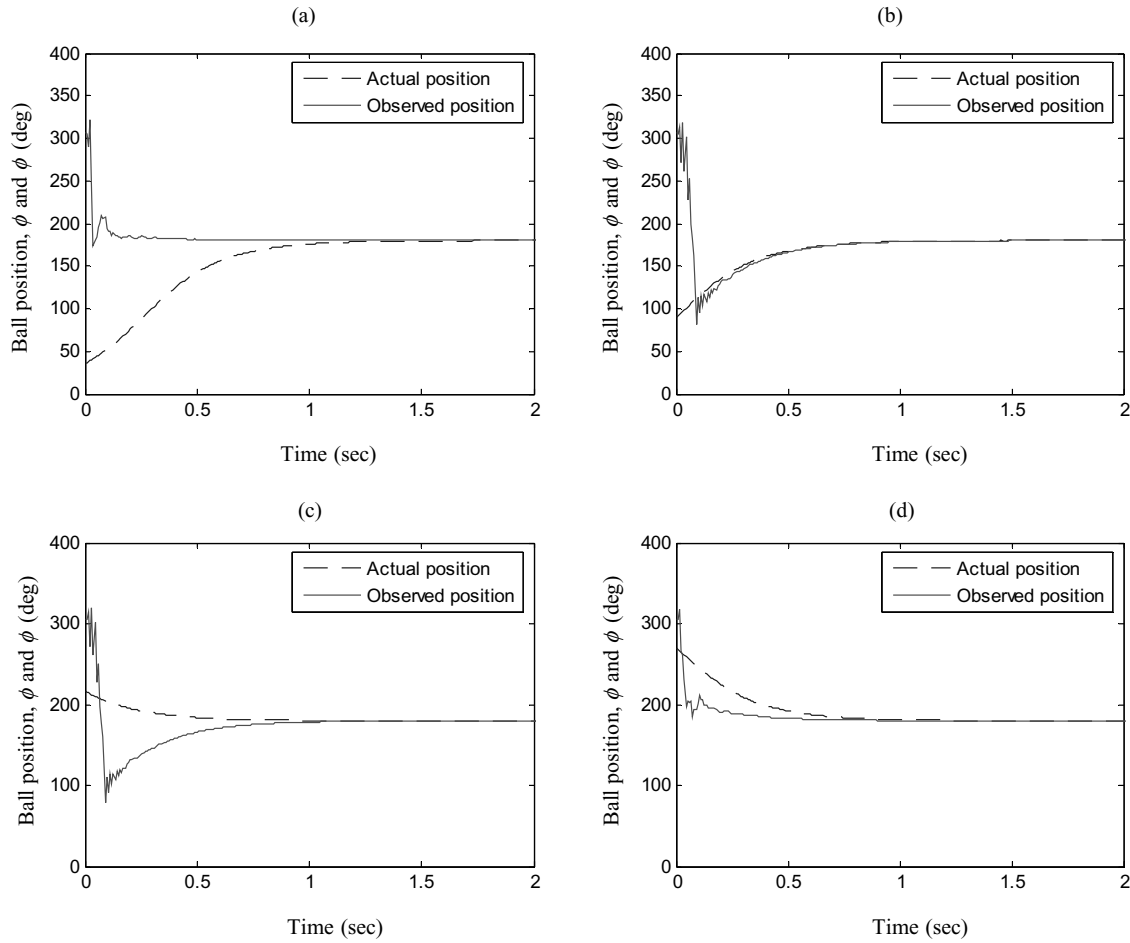 (a)
400
350
300
250
200
150
100
50
0
Ball position, ϕ and ϕ (deg)
Actual position
Observed position
0 0.5 1 1.5 2
Time (sec)
(b)
400
350
300
250
200
150
100
50
0
Ball position, ϕ and ϕ (deg)
Actual position
Observed position
0 0.5 1 1.5 2
Time (sec)
(c)
400
300
200
100
0
Ball position, ϕ and ϕ (deg)
Actual position
Observed position
0 0.5 1 1.5 2
Time (sec)
(d)
400
300
200
100
0
Ball position, ϕ and ϕ (deg)
Actual position
Observed position
0 0.5 1 1.5 2
Time (sec)